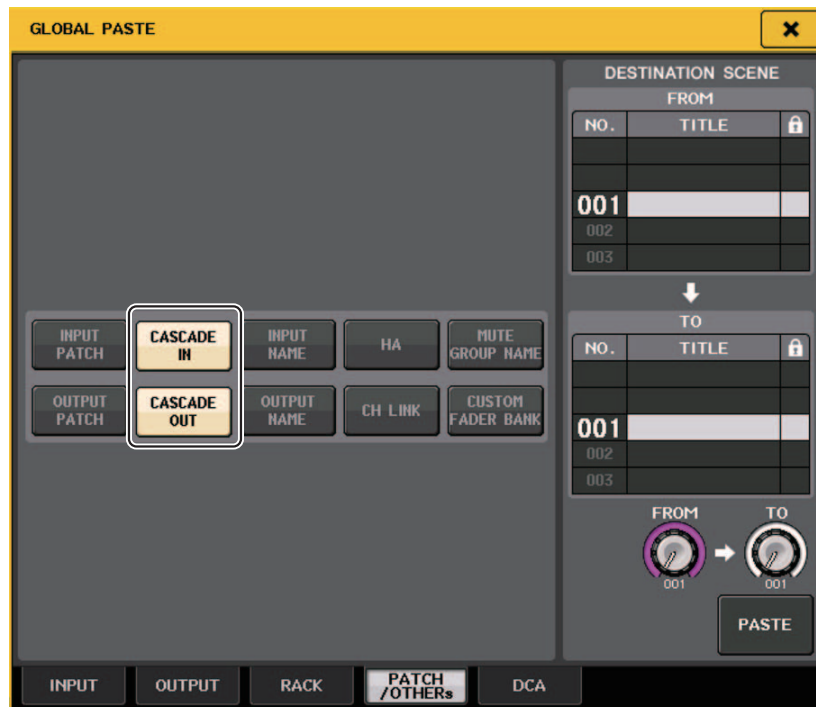 GLOBAL PASTE
DESTINATION SCENE
FROM
NO. TITLE
001
002
003
TO
NO. TITLE
001
002
003
INPUT PATCH
CASCADE IN
INPUT NAME
HA
MUTE GROUP NAME
OUTPUT PATCH
CASCADE OUT
OUTPUT NAME
CH LINK
CUSTOM FADER BANK
FROM TO
001 001
PASTE
INPUT OUTPUT RACK PATCH /OTHERs DCA